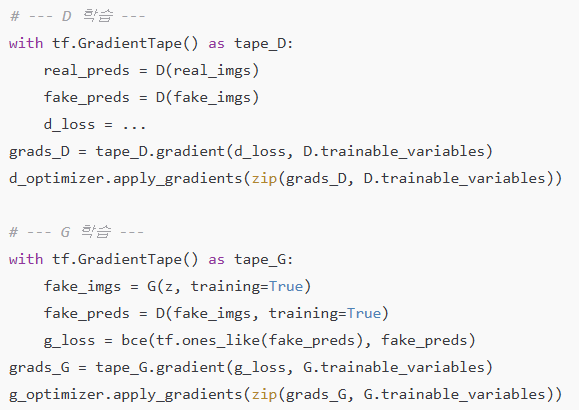 # --- D 학습 ---
with tf.GradientTape() as tape_D:
    real_preds = D(real_imgs)
    fake_preds = D(fake_imgs)
    d_loss = ...
grads_D = tape_D.gradient(d_loss, D.trainable_variables)
d_optimizer.apply_gradients(zip(grads_D, D.trainable_variables))

# --- G 학습 ---
with tf.GradientTape() as tape_G:
    fake_imgs = G(z, training=True)
    fake_preds = D(fake_imgs, training=True)
    g_loss = bce(tf.ones_like(fake_preds), fake_preds)
grads_G = tape_G.gradient(g_loss, G.trainable_variables)
g_optimizer.apply_gradients(zip(grads_G, G.trainable_variables))